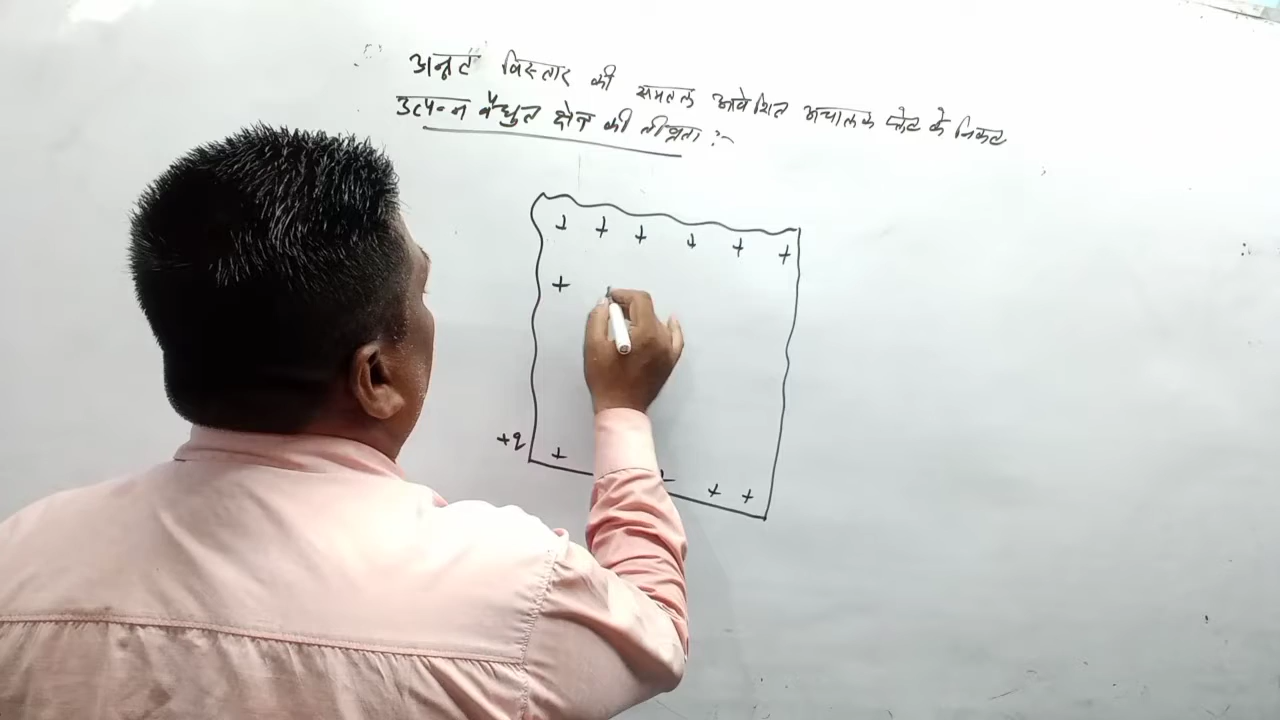 अनन्त विस्तार की समतल आवेशित अचालक प्लेट के निकट
उत्पन्न वैधुत क्षेत्र की तीव्रता :-
+ + + + + +
+
+q
+ + +